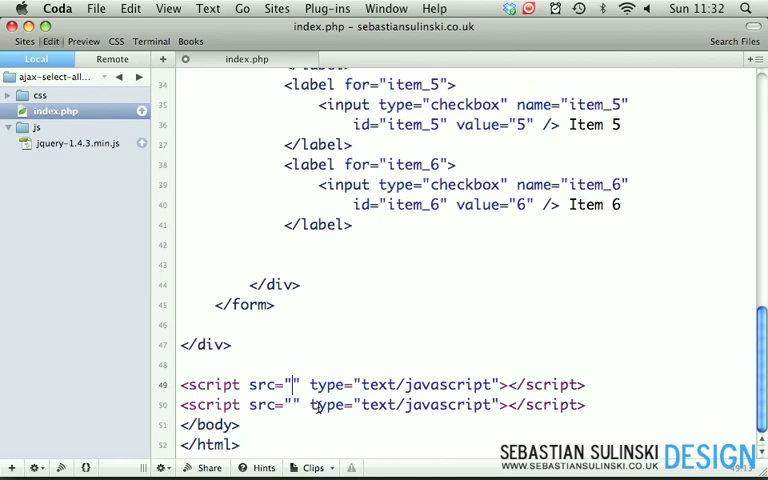 Coda File Edit View Text Go Sites Plug-ins Window Help Sun 11:32
index.php - sebastiansulinski.co.uk
Sites Edit Preview CSS Terminal Books Search Files
Local Remote + index.php
ajax-select-all...
css
index.php
js
jquery-1.4.3.min.js
34 <label for="item_5">
35 <input type="checkbox" name="item_5"
36 id="item_5" value="5" /> Item 5
37 </label>
38 <label for="item_6">
39 <input type="checkbox" name="item_6"
40 id="item_6" value="6" /> Item 6
41 </label>
42
43
44 </div>
45 </form>
46
47 </div>
48
49 <script src="" type="text/javascript"></script>
50 <script src="" type="text/javascript"></script>
51 </body>
52 </html>
SEBASTIAN SULINSKI DESIGN
WWW.SEBASTIANSULINSKI.CO.UK
Share Hints Clips